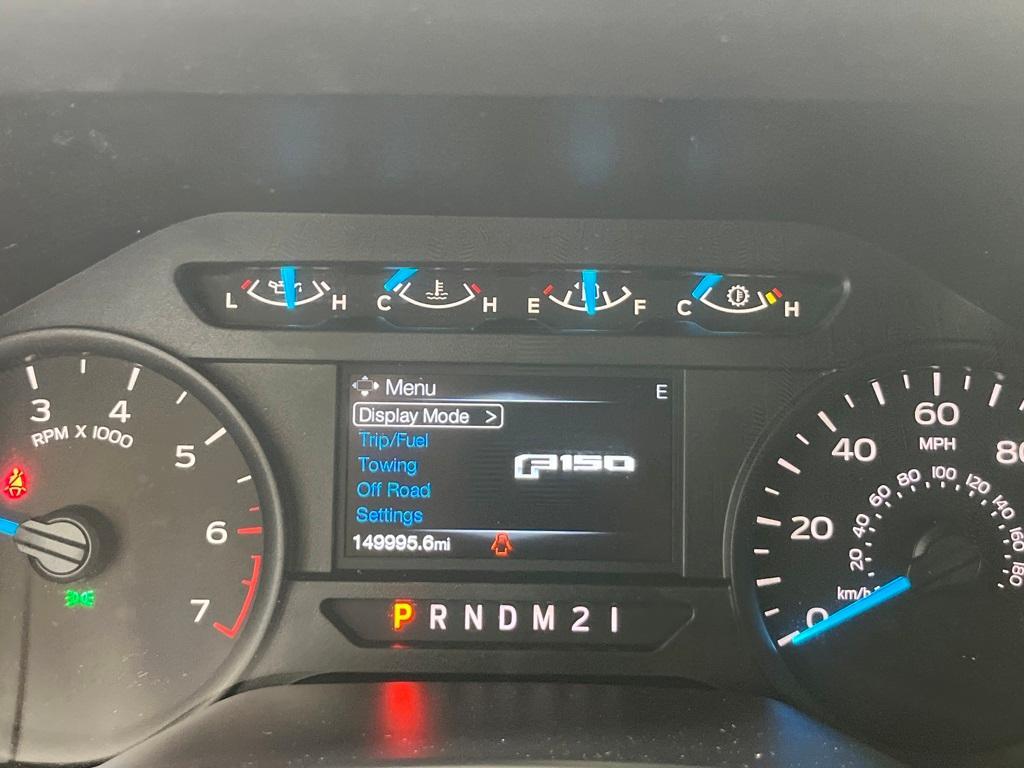 L H C H E F C H
Menu E
Display Mode >
Trip/Fuel
Towing
Off Road
Settings
F150
149995.6mi
P R N D M 2 1
3 4 5 6 7
RPM X 1000
0 20 40 60 80
MPH
20 40 60 80 100 120 140 160 180
km/h